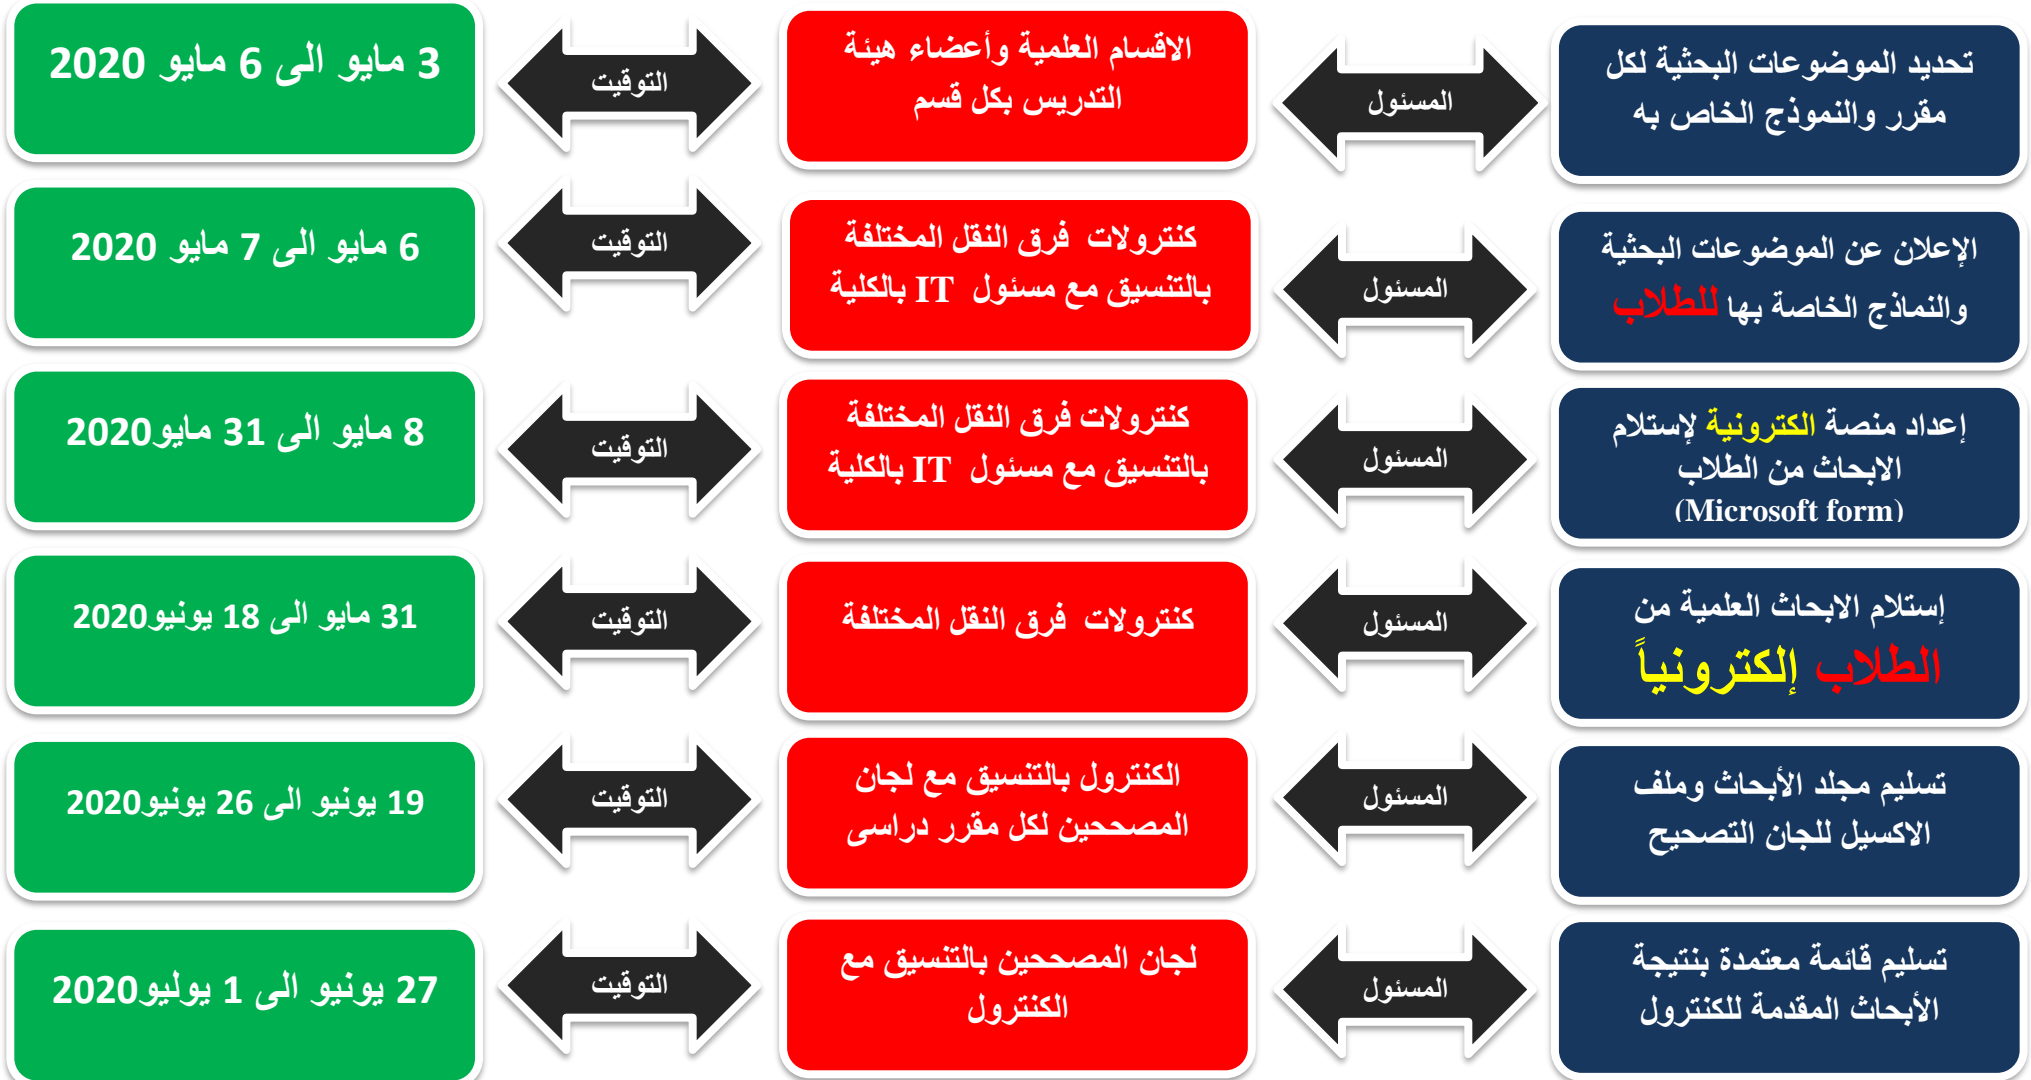 تحديد الموضوعات البحثية لكل
مقرر والنموذج الخاص به
المسئول
الاقسام العلمية وأعضاء هيئة
التدريس بكل قسم
التوقيت
3 مايو الى 6 مايو 2020
الإعلان عن الموضوعات البحثية
والنماذج الخاصة بها للطلاب
المسئول
كنترولات فرق النقل المختلفة
بالتنسيق مع مسئول IT بالكلية
التوقيت
6 مايو الى 7 مايو 2020
إعداد منصة الكترونية لإستلام
الابحاث من الطلاب
(Microsoft form)
المسئول
كنترولات فرق النقل المختلفة
بالتنسيق مع مسئول IT بالكلية
التوقيت
8 مايو الى 31 مايو2020
إستلام الابحاث العلمية من
الطلاب إلكترونياً
المسئول
كنترولات فرق النقل المختلفة
التوقيت
31 مايو الى 18 يونيو2020
تسليم مجلد الأبحاث وملف
الاكسيل للجان التصحيح
المسئول
الكنترول بالتنسيق مع لجان
المصححين لكل مقرر دراسى
التوقيت
19 يونيو الى 26 يونيو2020
تسليم قائمة معتمدة بنتيجة
الأبحاث المقدمة للكنترول
المسئول
لجان المصححين بالتنسيق مع
الكنترول
التوقيت
27 يونيو الى 1 يوليو2020